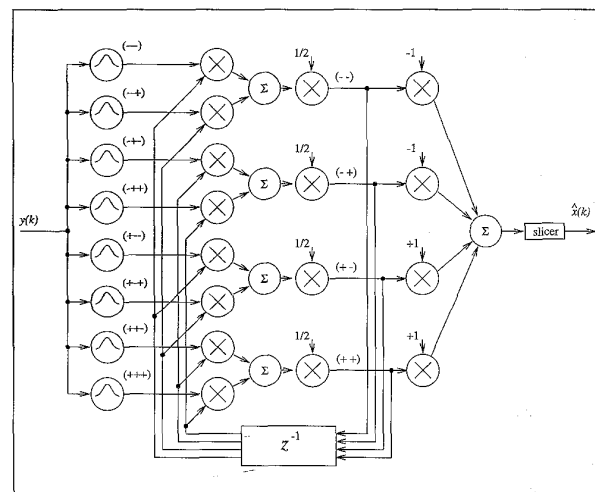 1/2
-1
(---)
(- -)
Σ
(--+)
1/2
-1
(-+-)
(- +)
Σ
x̂(k)
(-++)
y(k)
Σ
slicer
1/2
+1
(+--)
(+ -)
Σ
(+-+)
1/2
+1
(++-)
(+ +)
Σ
(+++)
Z⁻¹